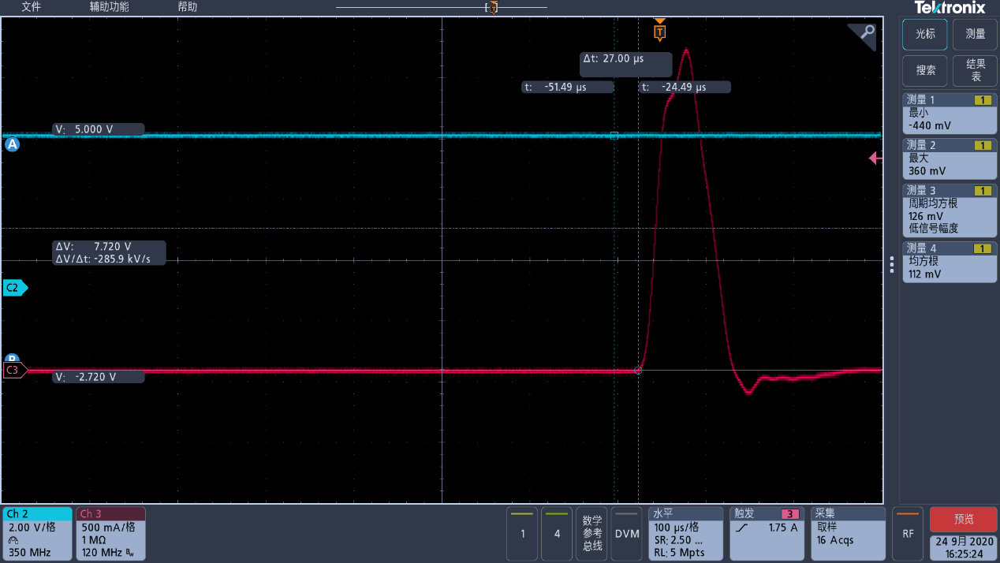 文件 辅助功能 帮助
Tektronix
T
光标 测量
搜索 结果
表
Δt: 27.00 µs
t: -51.49 µs t: -24.49 µs
V: 5.000 V
A
ΔV: 7.720 V
ΔV/Δt: -285.9 kV/s
C2
B
C3
V: -2.720 V
测量 1 1
最小
-440 mV
测量 2 1
最大
360 mV
测量 3 1
周期均方根
126 mV
低信号幅度
测量 4 1
均方根
112 mV
Ch 2
2.00 V/格
350 MHz
Ch 3
500 mA/格
1 MΩ
120 MHz Bw
1
4
数学
参考
总线
DVM
水平
100 µs/格
SR: 2.50 ...
RL: 5 Mpts
触发 3
1.75 A
采集
取样
16 Acqs
RF
预览
24 9月 2020
16:25:24